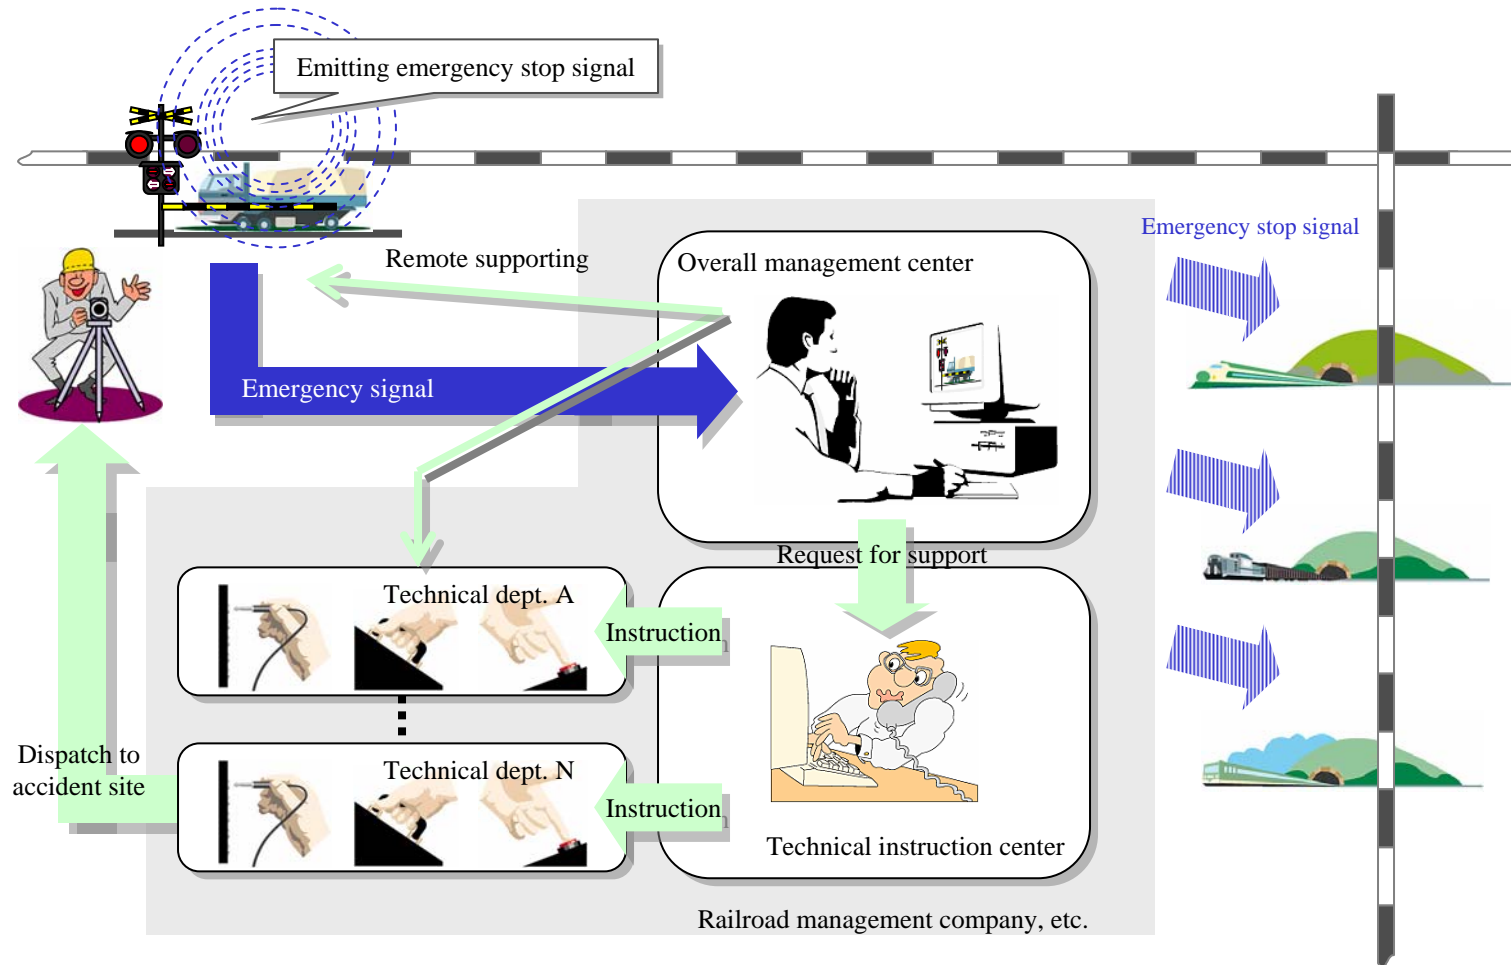 Emitting emergency stop signal
Emergency stop signal
Remote supporting
Overall management center
Emergency signal
Request for support
Technical dept. A
Instruction
Dispatch to
accident site
Technical dept. N
Instruction
Technical instruction center
Railroad management company, etc.